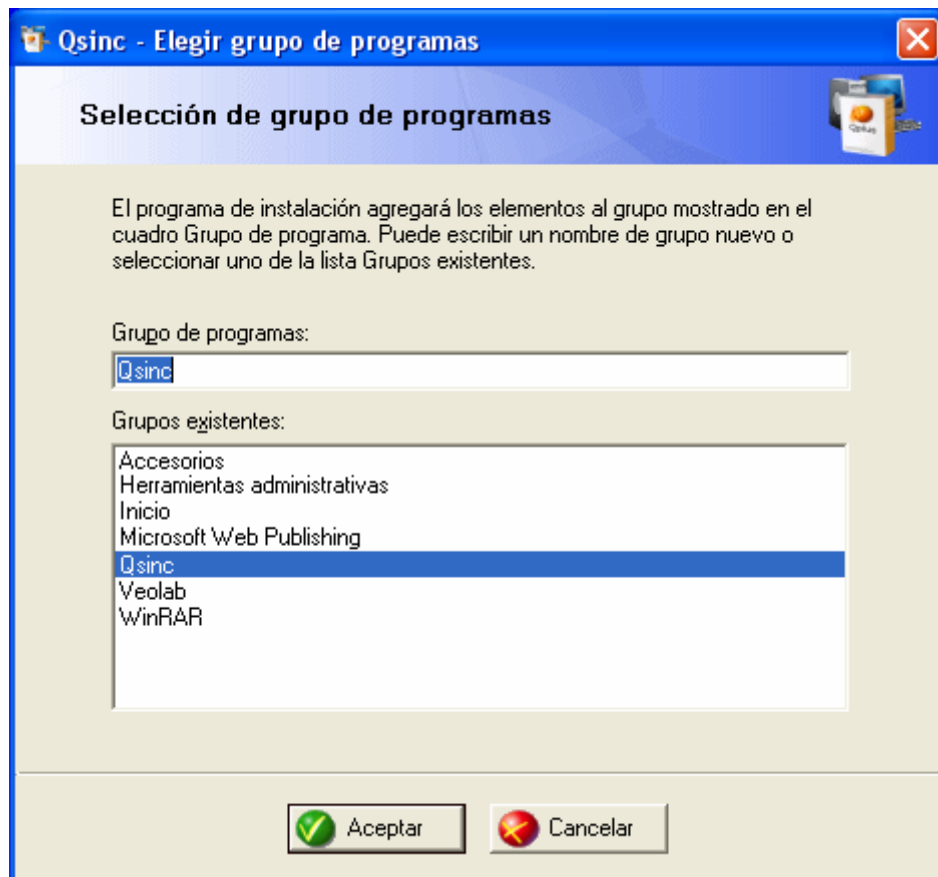 Qsinc - Elegir grupo de programas
Selección de grupo de programas
Qplus
El programa de instalación agregará los elementos al grupo mostrado en el
cuadro Grupo de programa. Puede escribir un nombre de grupo nuevo o
seleccionar uno de la lista Grupos existentes.
Grupo de programas:
Qsinc
Grupos existentes:
Accesorios
Herramientas administrativas
Inicio
Microsoft Web Publishing
Qsinc
Veolab
WinRAR
Aceptar
Cancelar